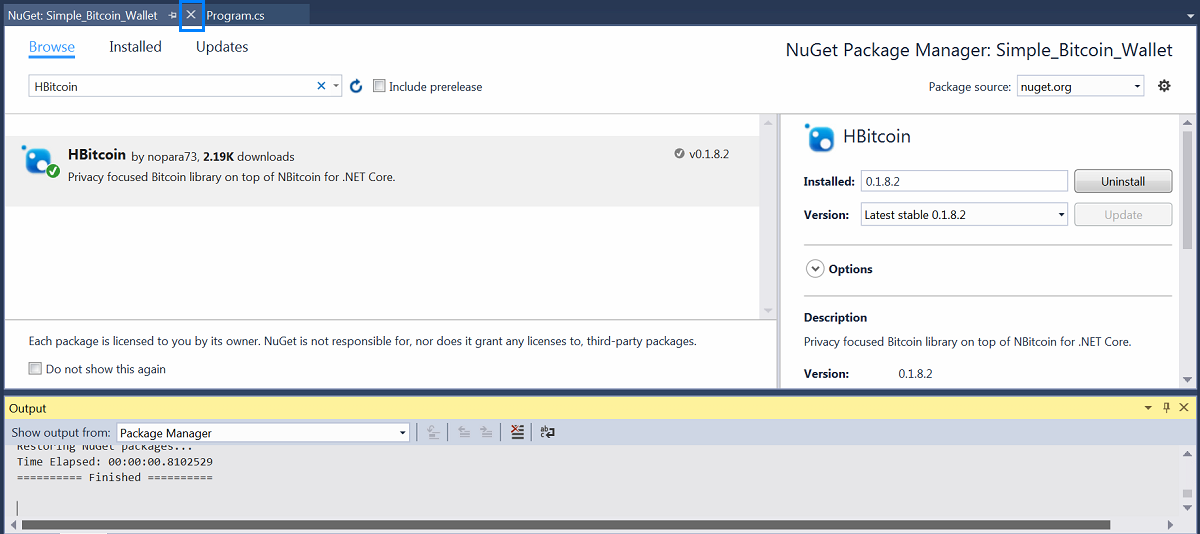 NuGet: Simple_Bitcoin_Wallet
Program.cs
Browse
Installed
Updates
NuGet Package Manager: Simple_Bitcoin_Wallet
HBitcoin
Include prerelease
Package source:
nuget.org
HBitcoin by nopara73, 2.19K downloads
v0.1.8.2
Privacy focused Bitcoin library on top of NBitcoin for .NET Core.
Each package is licensed to you by its owner. NuGet is not responsible for, nor does it grant any licenses to, third-party packages.
Do not show this again
HBitcoin
Installed:
0.1.8.2
Uninstall
Version:
Latest stable 0.1.8.2
Update
Options
Description
Privacy focused Bitcoin library on top of NBitcoin for .NET Core.
Version:
0.1.8.2
Output
Show output from:
Package Manager
Restoring NuGet packages...
Time Elapsed: 00:00:00.8102529
========== Finished ==========